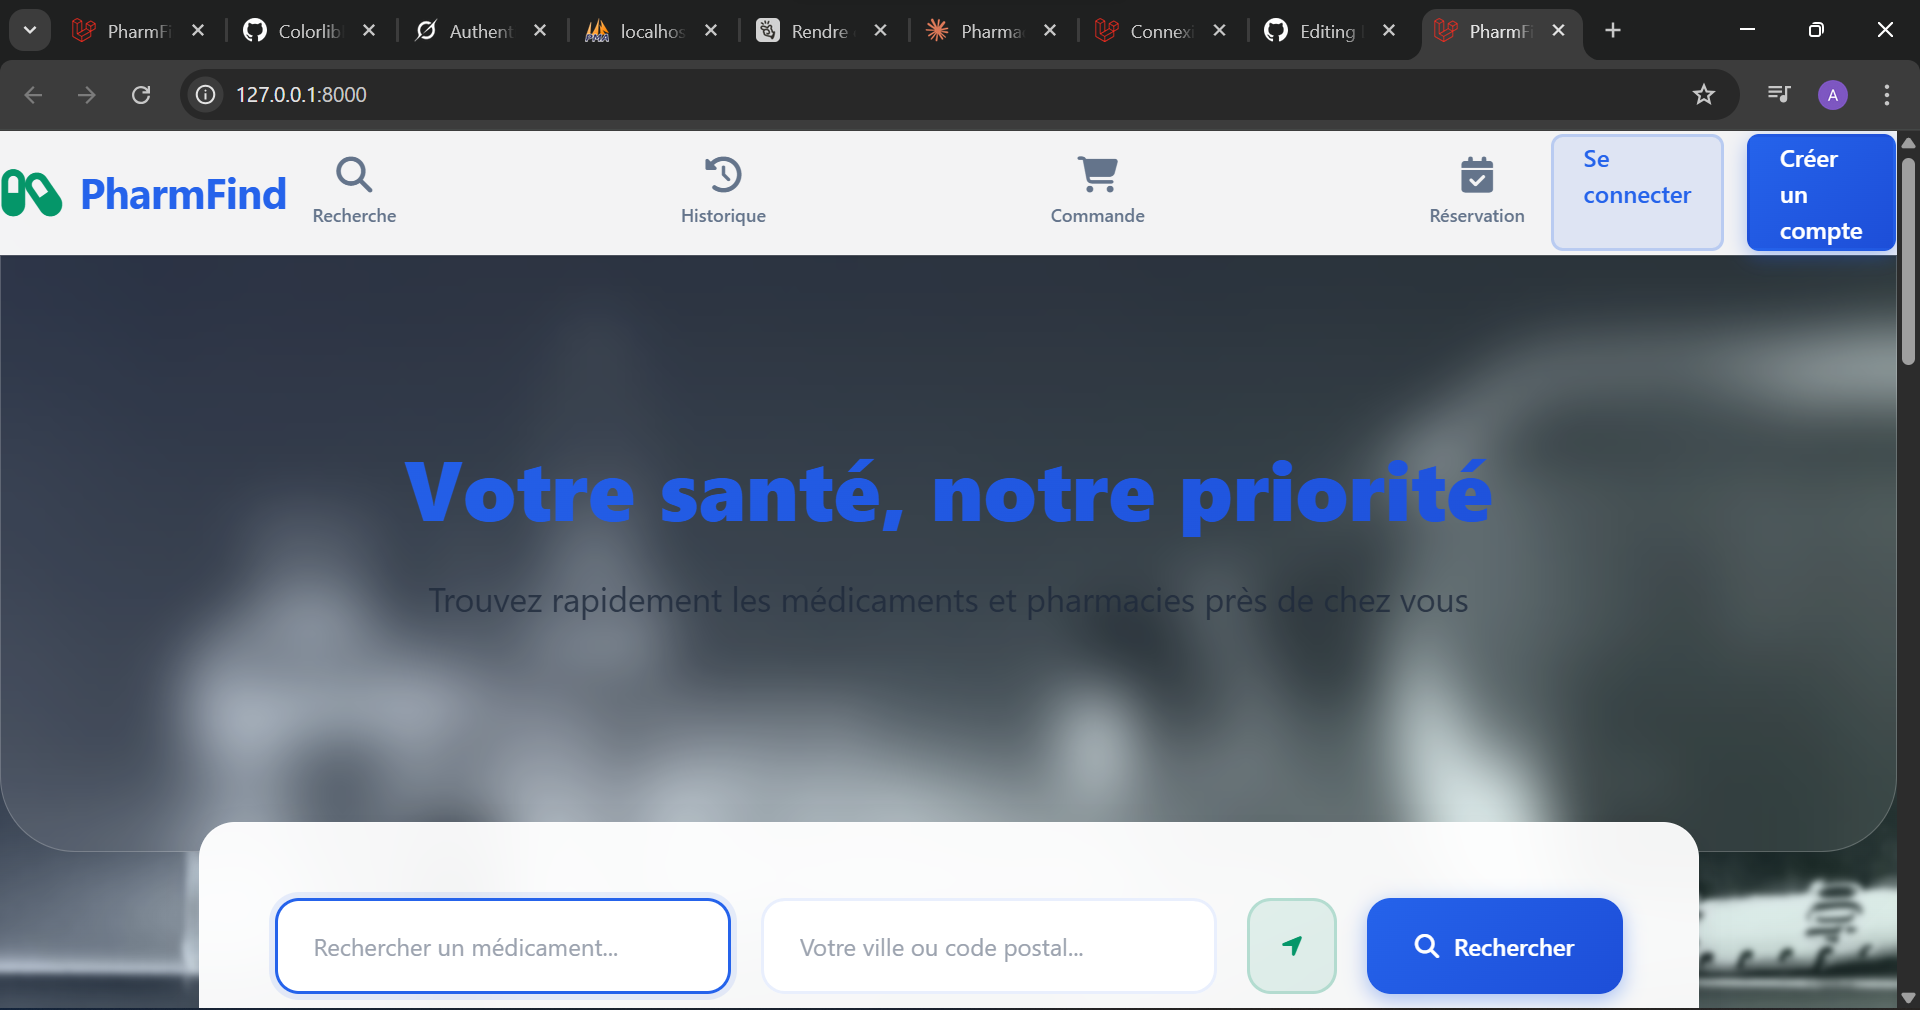 PharmFi
Colorlib
Authent
localhos
Rendre
Pharma
Connexi
Editing
PharmFi
127.0.0.1:8000
A
PharmFind
Recherche
Historique
Commande
Réservation
Se
connecter
Créer
un
compte
Votre santé, notre priorité
Trouvez rapidement les médicaments et pharmacies près de chez vous
Rechercher un médicament...
Votre ville ou code postal...
Rechercher